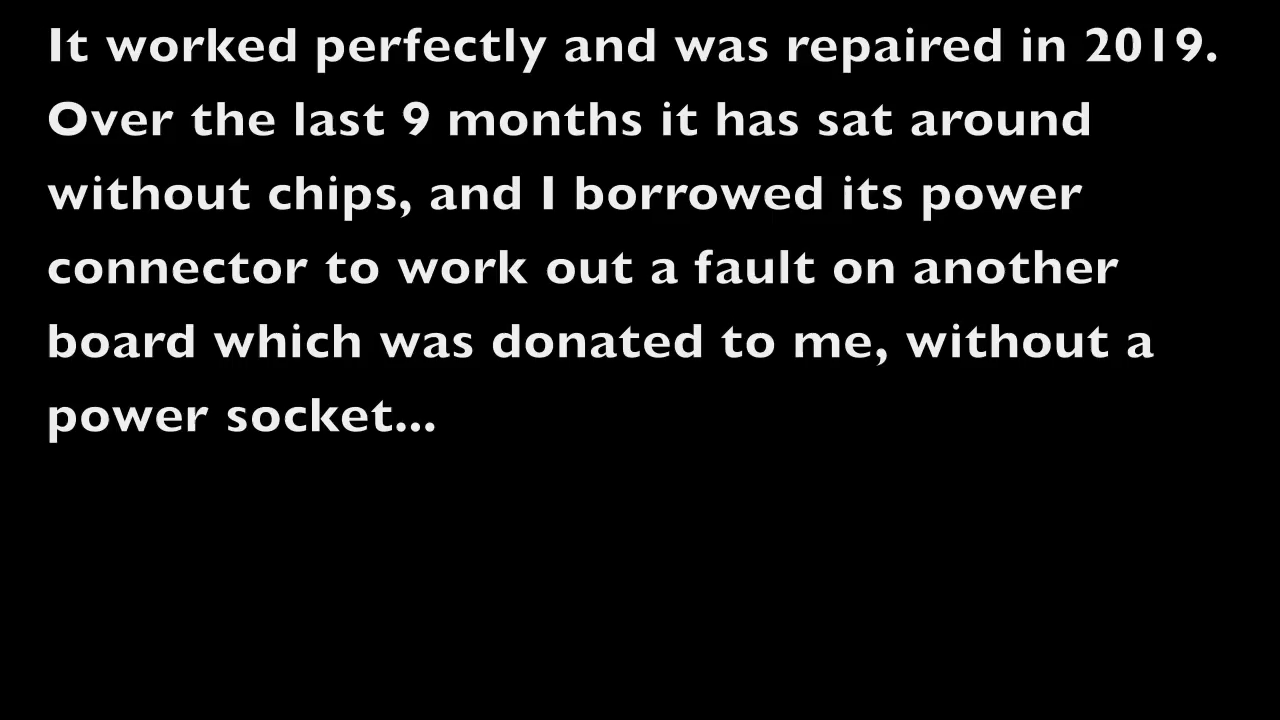 It worked perfectly and was repaired in 2019.
Over the last 9 months it has sat around
without chips, and I borrowed its power
connector to work out a fault on another
board which was donated to me, without a
power socket...